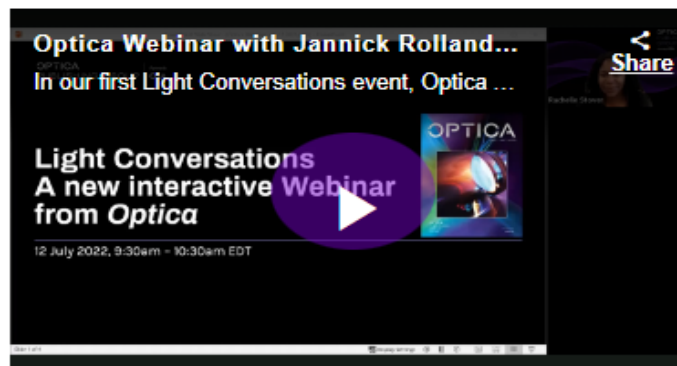 Optica Webinar with Jannick Rolland...
Share
In our first Light Conversations event, Optica ...
OPTICA
Light Conversations
A new interactive Webinar
from Optica
12 July 2022, 9:30am - 10:30am EDT